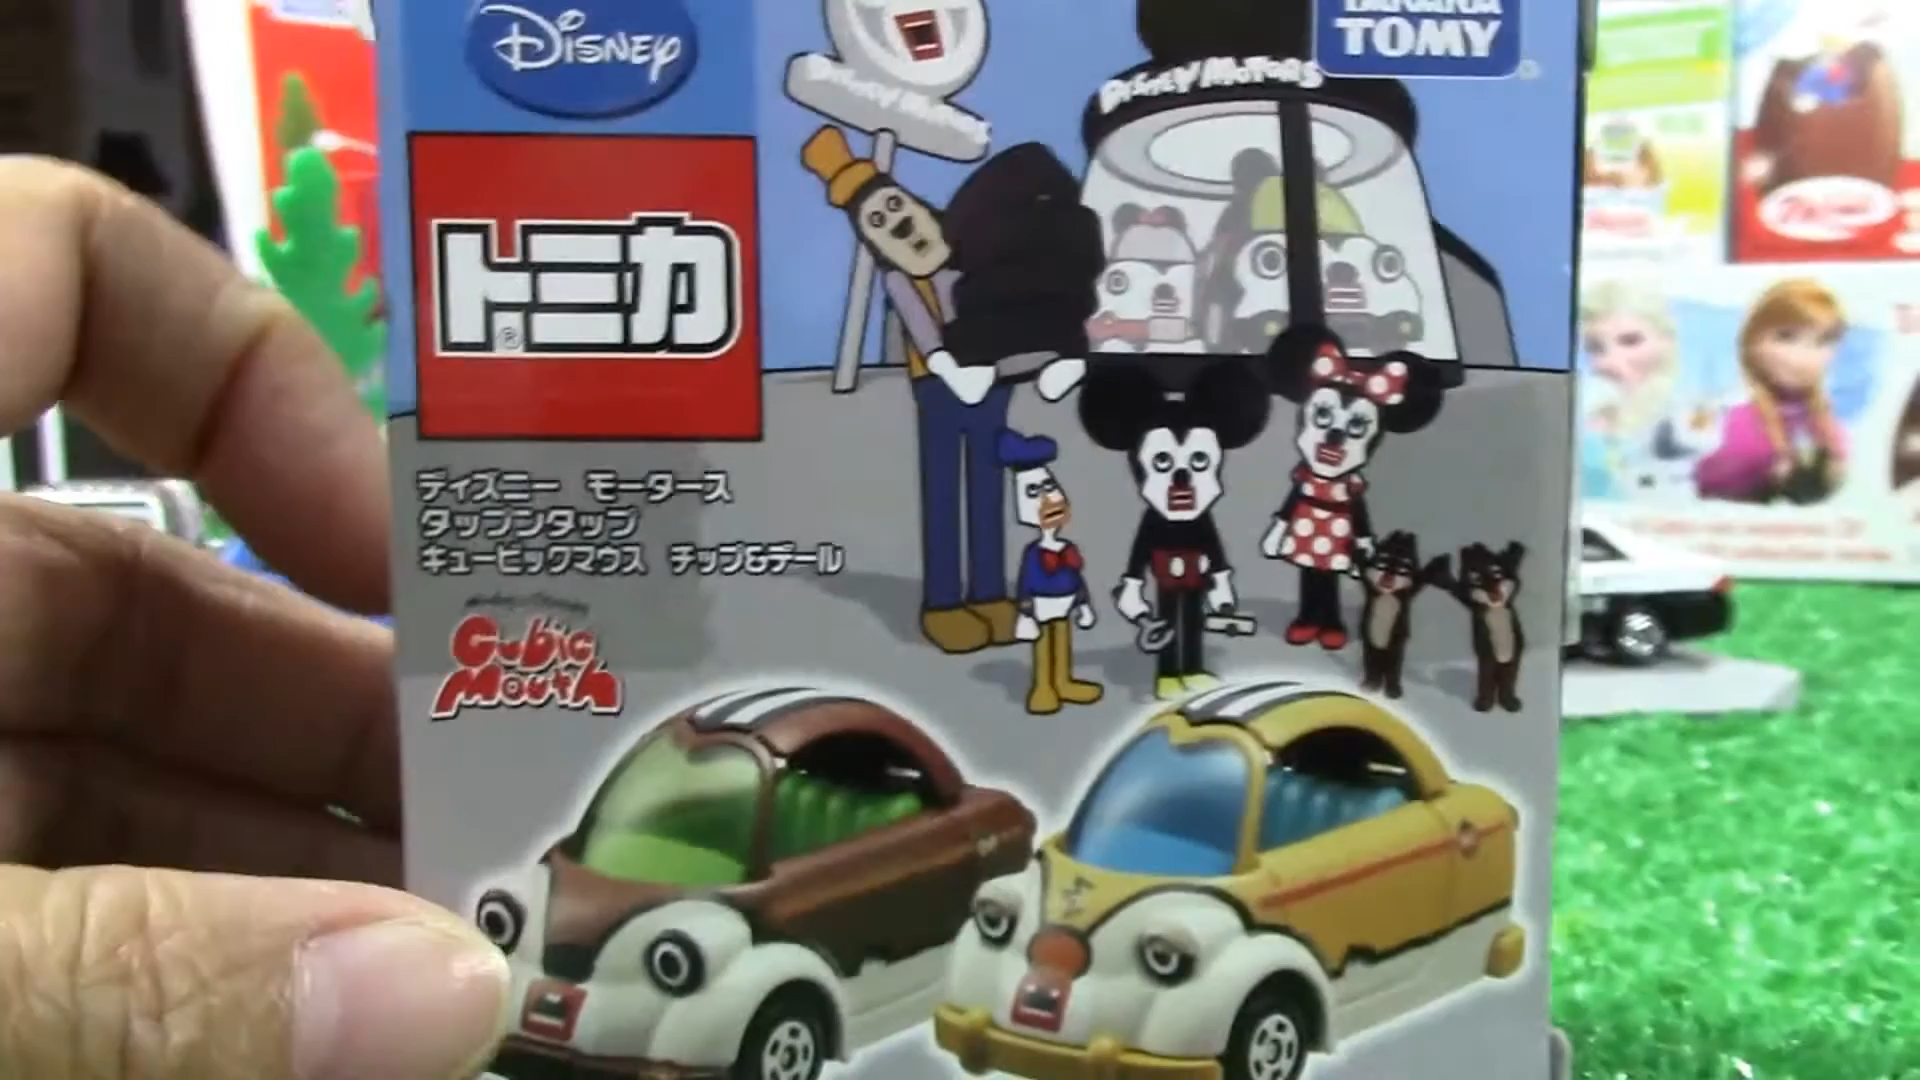 Disney
TAKARA
TOMY
Disney Motors
Disney Motors
トミカ®
ディズニー モータース
タップンタップ
キュービックマウス チップ&デール
Cubic
Mouth